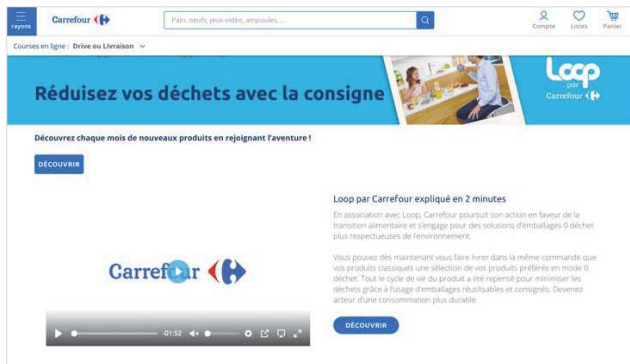 rayons
Carrefour
Pain, oeufs, jeux-vidéo, ampoules, ...
Compte
Listes
Panier
Courses en ligne : Drive ou Livraison
Réduisez vos déchets avec la consigne
Loop
par
Carrefour
Découvrez chaque mois de nouveaux produits en rejoignant l'aventure !
DÉCOUVRIR
Carrefour
-01:52
Loop par Carrefour expliqué en 2 minutes
En association avec Loop, Carrefour poursuit son action en faveur de la
transition alimentaire et s'engage pour des solutions d'emballages 0 déchet
plus respectueuses de l'environnement.
Vous pouvez dès maintenant vous faire livrer dans la même commande que
vos produits classiques une sélection de vos produits préférés en mode 0
déchet. Tout le cycle de vie du produit a été repensé pour minimiser les
déchets grâce à l'usage d'emballages réutilisables et consignés. Devenez
acteur d'une consommation plus durable.
DÉCOUVRIR